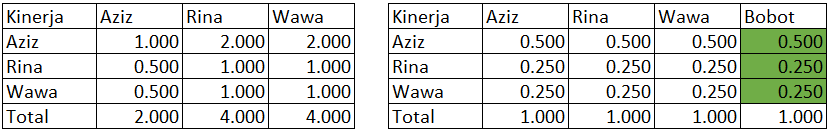 Kinerja Aziz Rina Wawa
Aziz 1.000 2.000 2.000
Rina 0.500 1.000 1.000
Wawa 0.500 1.000 1.000
Total 2.000 4.000 4.000
Kinerja Aziz Rina Wawa Bobot
Aziz 0.500 0.500 0.500 0.500
Rina 0.250 0.250 0.250 0.250
Wawa 0.250 0.250 0.250 0.250
Total 1.000 1.000 1.000 1.000